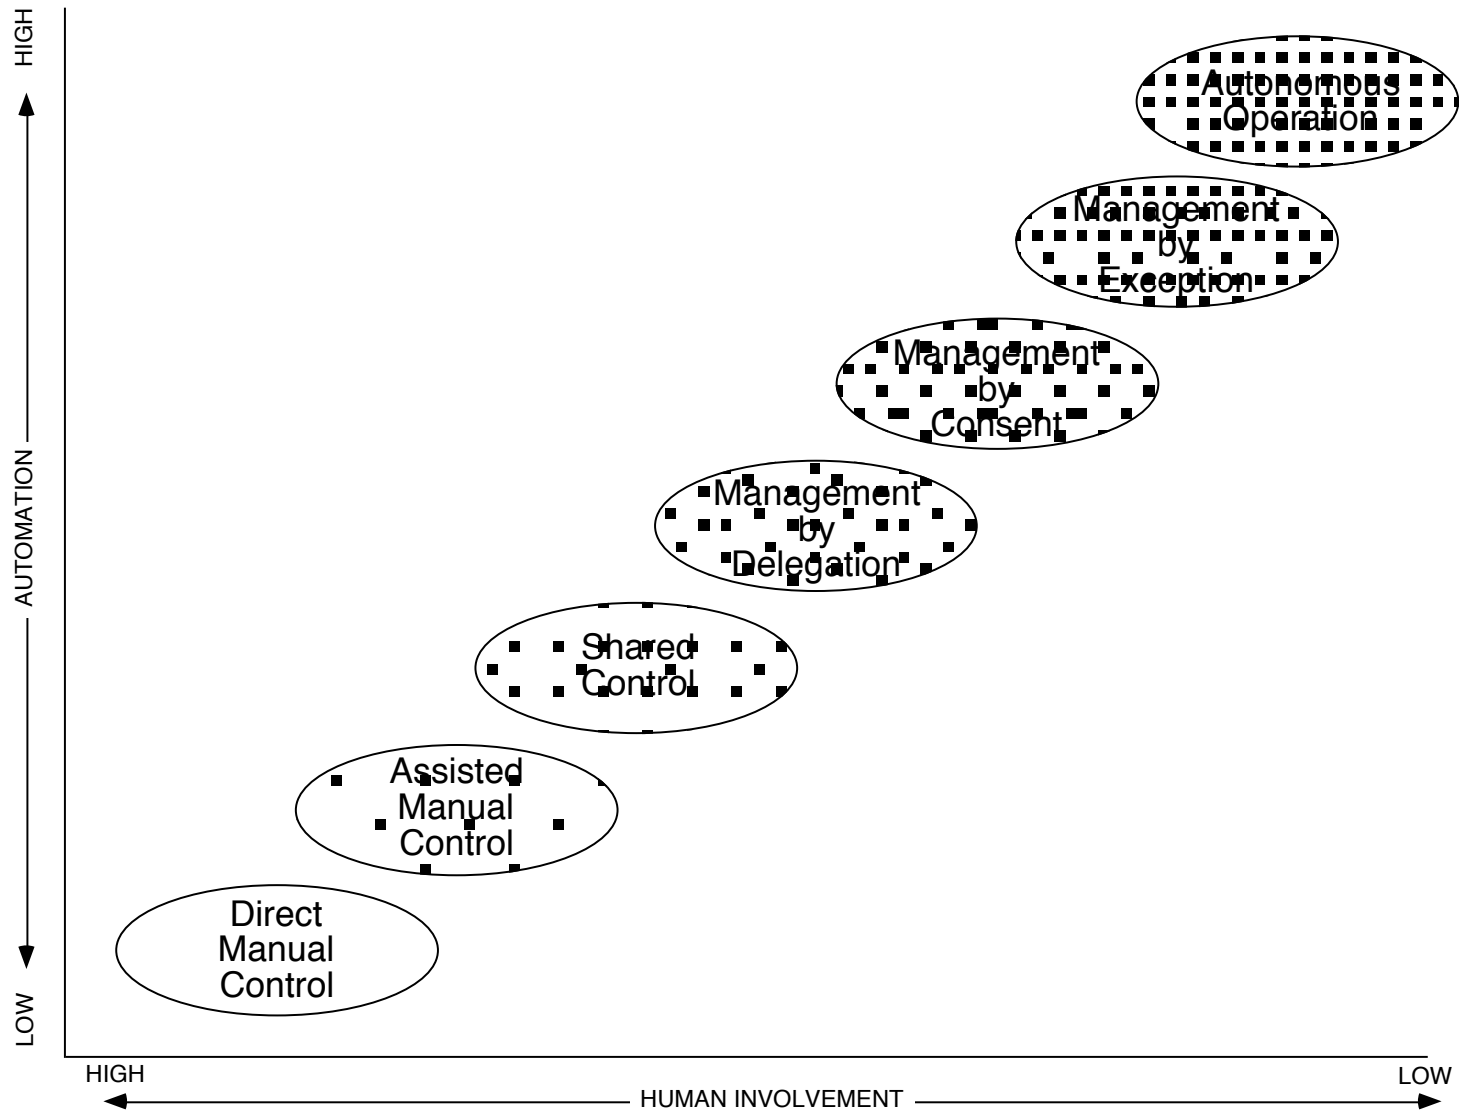 HIGH
AUTOMATION
LOW
Autonomous
Operation
Management
by
Exception
Management
by
Consent
Management
by
Delegation
Shared
Control
Assisted
Manual
Control
Direct
Manual
Control
HIGH
HUMAN INVOLVEMENT
LOW